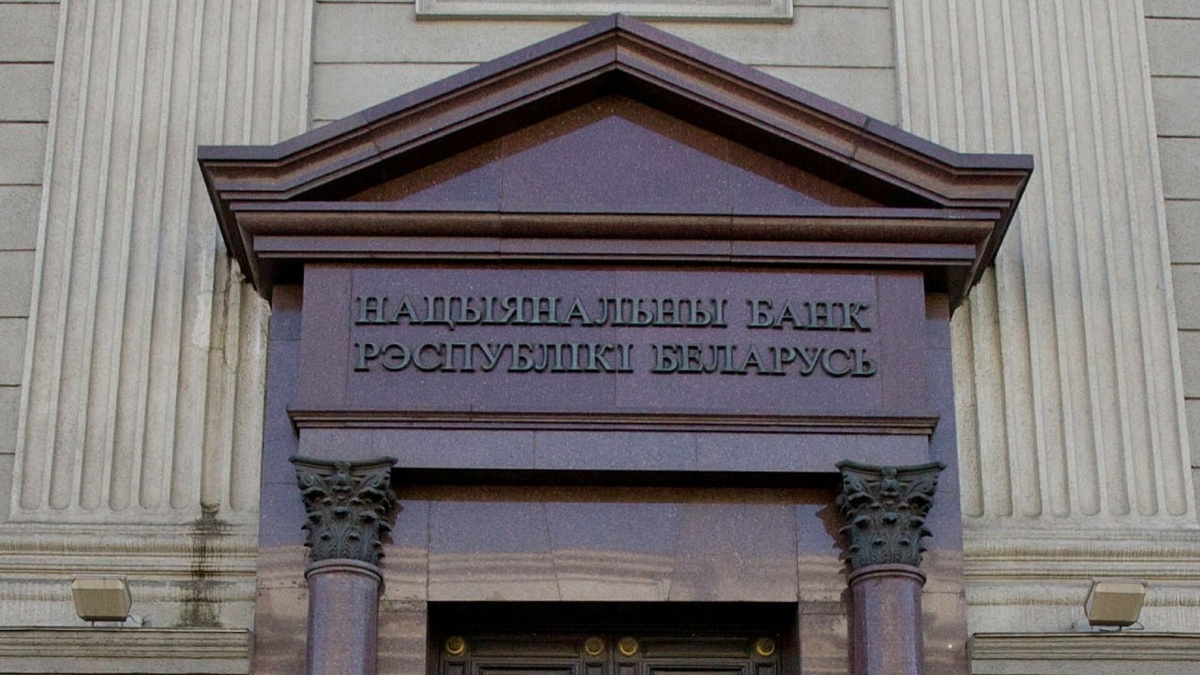 НАЦЫЯНАЛЬНЫ БАНК
РЭСПУБЛІКІ БЕЛАРУСЬ